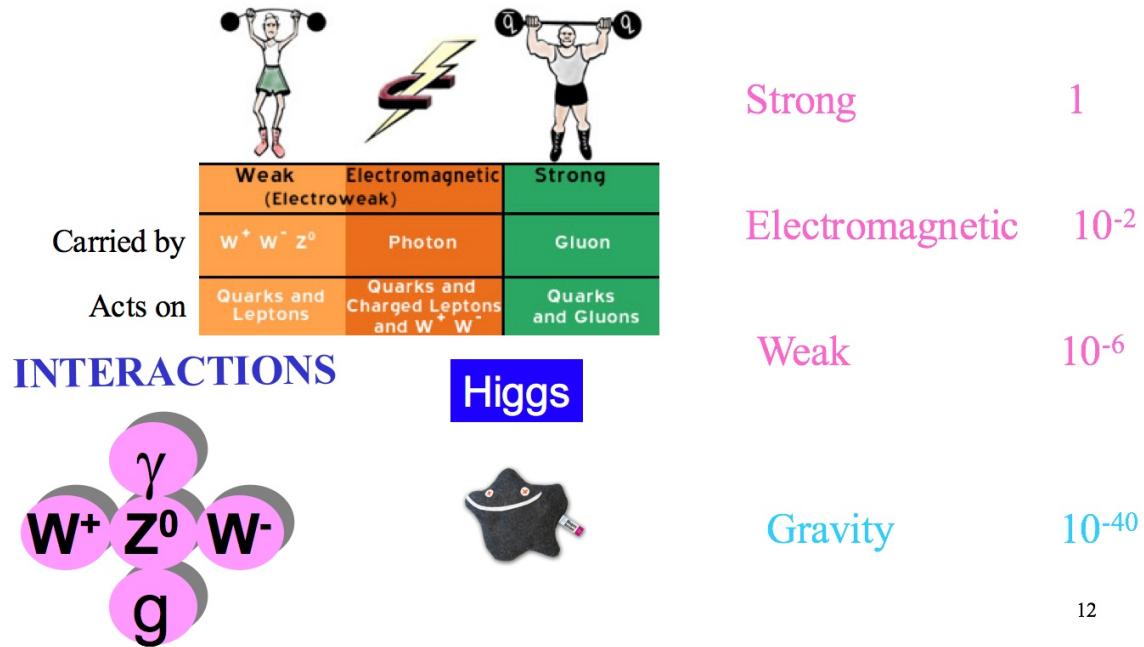 q̅ q
Weak Electromagnetic Strong
(Electroweak)
Carried by W⁺ W⁻ Z⁰ Photon Gluon
Acts on Quarks and Leptons Quarks and Charged Leptons and W⁺ W⁻ Quarks and Gluons
INTERACTIONS
Higgs
γ
W⁺ Z⁰ W⁻
g
Strong 1
Electromagnetic 10⁻²
Weak 10⁻⁶
Gravity 10⁻⁴⁰
12